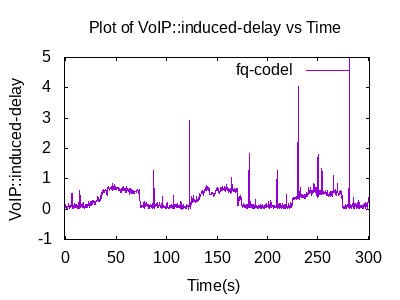 Plot of VoIP::induced-delay vs Time
VoIP::induced-delay
5
4
3
2
1
0
-1
fq-codel
0 50 100 150 200 250 300
Time(s)